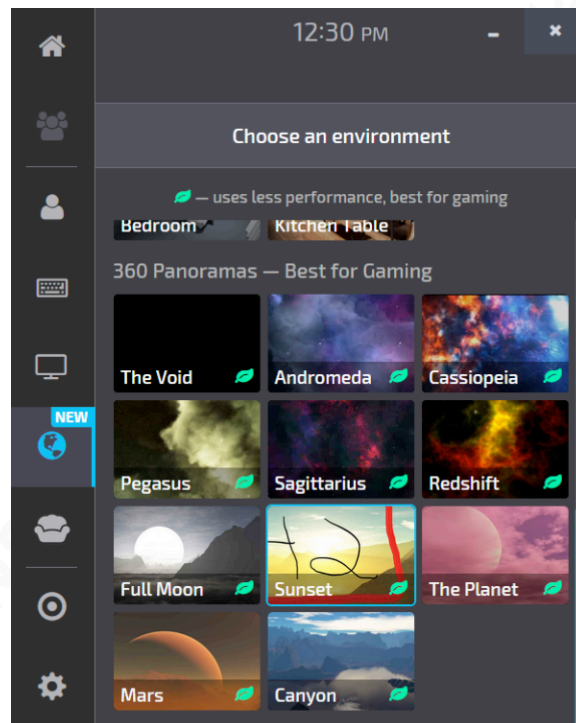 12:30 PM
Choose an environment
— uses less performance, best for gaming
Bedroom Kitchen Table
360 Panoramas — Best for Gaming
The Void Andromeda Cassiopeia
NEW
Pegasus Sagittarius Redshift
Full Moon Sunset The Planet
Mars Canyon